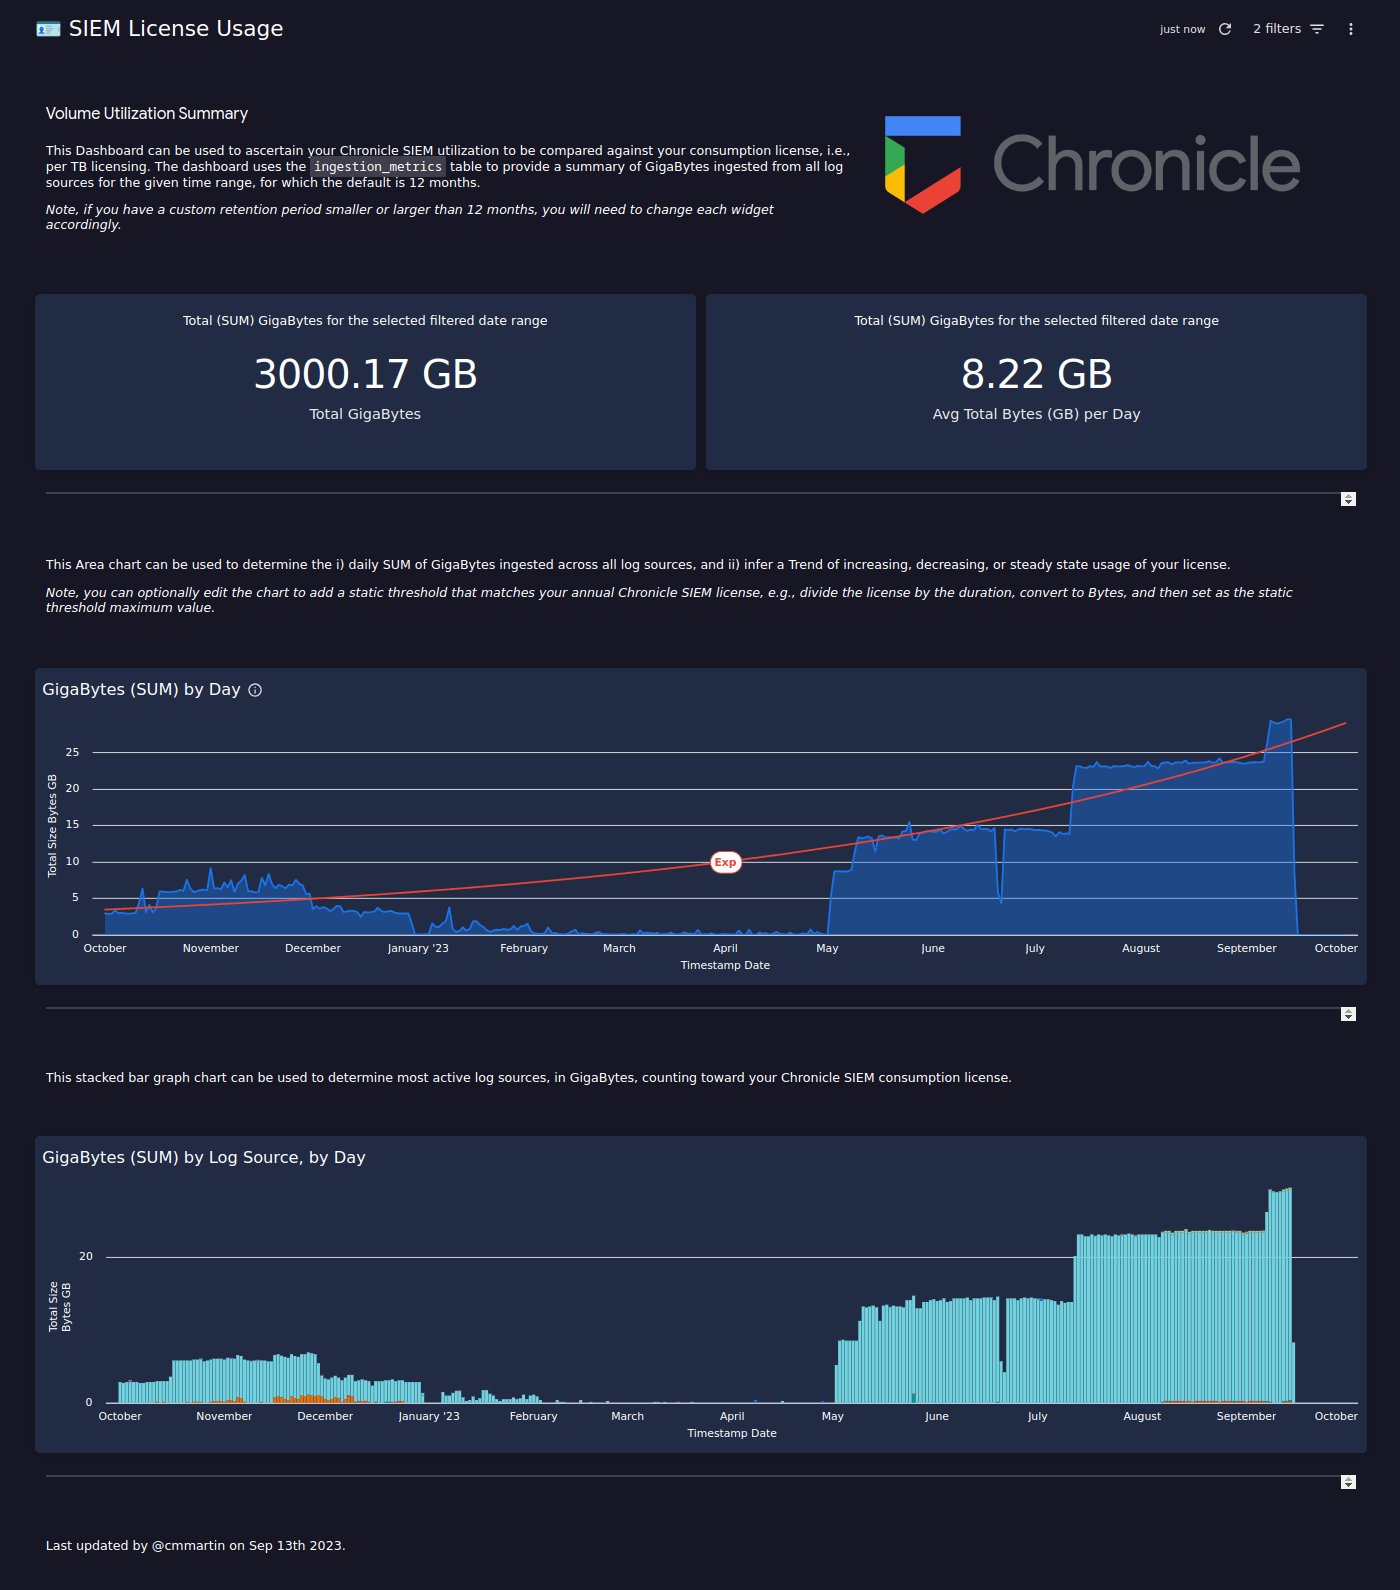 SIEM License Usage
just now
2 filters
Volume Utilization Summary
This Dashboard can be used to ascertain your Chronicle SIEM utilization to be compared against your consumption license, i.e.,
per TB licensing. The dashboard uses the ingestion_metrics table to provide a summary of GigaBytes ingested from all log
sources for the given time range, for which the default is 12 months.
Note, if you have a custom retention period smaller or larger than 12 months, you will need to change each widget
accordingly.
Chronicle
Total (SUM) GigaBytes for the selected filtered date range
3000.17 GB
Total GigaBytes
Total (SUM) GigaBytes for the selected filtered date range
8.22 GB
Avg Total Bytes (GB) per Day
This Area chart can be used to determine the i) daily SUM of GigaBytes ingested across all log sources, and ii) infer a Trend of increasing, decreasing, or steady state usage of your license.
Note, you can optionally edit the chart to add a static threshold that matches your annual Chronicle SIEM license, e.g., divide the license by the duration, convert to Bytes, and then set as the static
threshold maximum value.
GigaBytes (SUM) by Day
Total Size Bytes GB
25
20
15
10
5
0
Exp
October November December January '23 February March April May June July August September October
Timestamp Date
This stacked bar graph chart can be used to determine most active log sources, in GigaBytes, counting toward your Chronicle SIEM consumption license.
GigaBytes (SUM) by Log Source, by Day
Total Size
Bytes GB
20
0
October November December January '23 February March April May June July August September October
Timestamp Date
Last updated by @cmmartin on Sep 13th 2023.